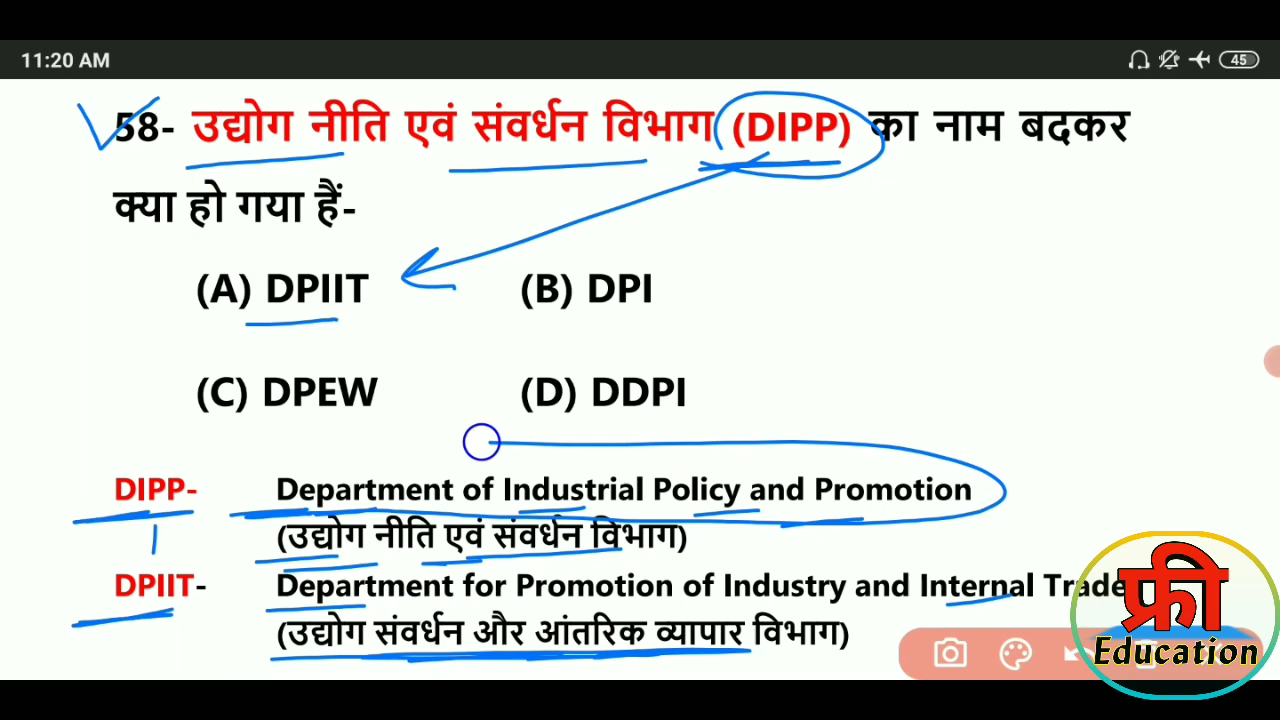 11:20 AM
45
58- उद्योग नीति एवं संवर्धन विभाग (DIPP) का नाम बदकर
क्या हो गया हैं-
(A) DPIIT (B) DPI
(C) DPEW (D) DDPI
DIPP- Department of Industrial Policy and Promotion
(उद्योग नीति एवं संवर्धन विभाग)
DPIIT- Department for Promotion of Industry and Internal Trade
(उद्योग संवर्धन और आंतरिक व्यापार विभाग)
फ्री
Education